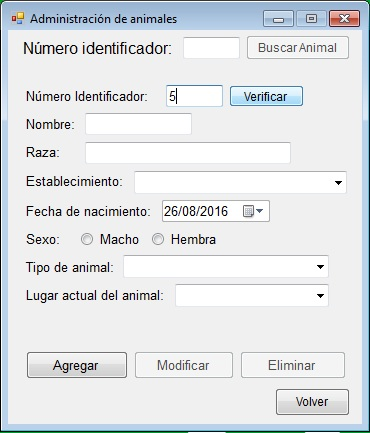 Administración de animales
Número identificador: Buscar Animal
Número Identificador: 5 Verificar
Nombre:
Raza:
Establecimiento:
Fecha de nacimiento: 26/08/2016
Sexo: Macho Hembra
Tipo de animal:
Lugar actual del animal:
Agregar Modificar Eliminar
Volver